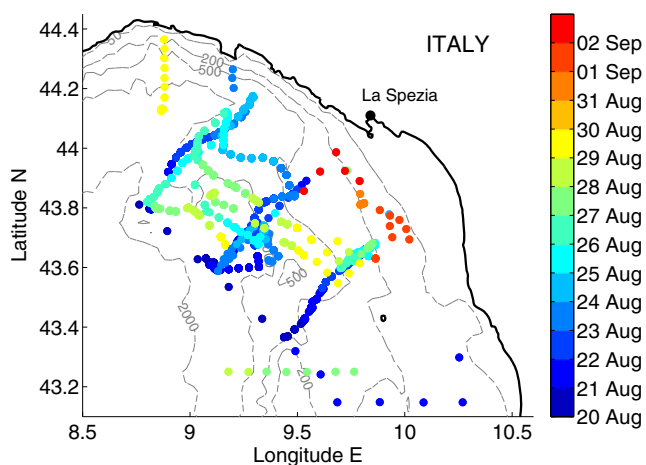 44.4
44.2
44
43.8
43.6
43.4
43.2
Latitude N
8.5
9
9.5
10
10.5
Longitude E
ITALY
La Spezia
50
200
500
2000
500
200
02 Sep
01 Sep
31 Aug
30 Aug
29 Aug
28 Aug
27 Aug
26 Aug
25 Aug
24 Aug
23 Aug
22 Aug
21 Aug
20 Aug